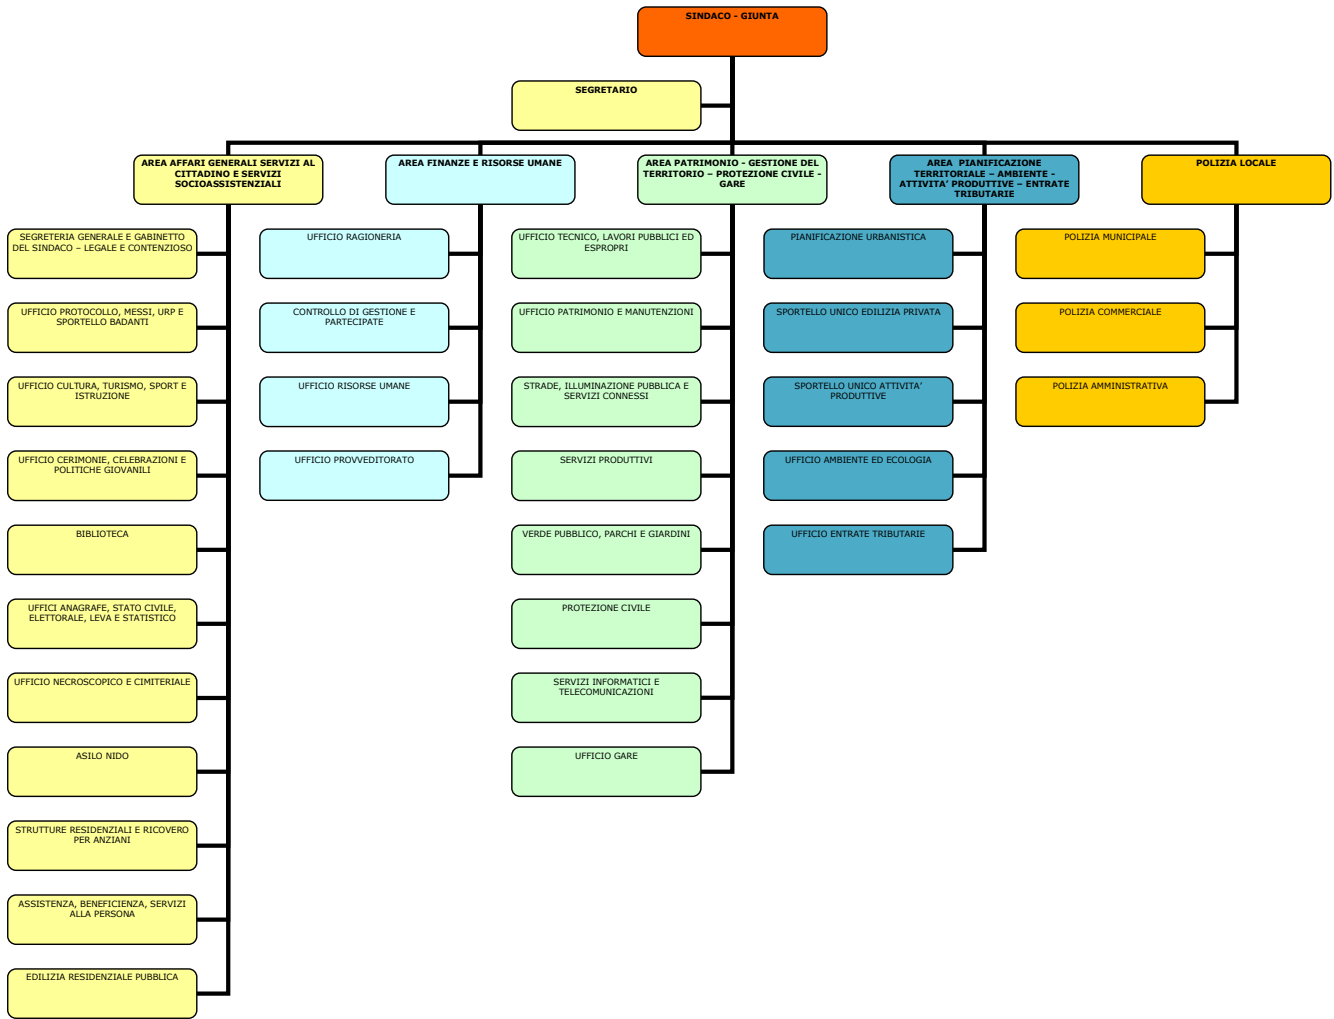 SINDACO - GIUNTA
SEGRETARIO
AREA AFFARI GENERALI SERVIZI AL
CITTADINO E SERVIZI
SOCIOASSISTENZIALI
AREA FINANZE E RISORSE UMANE
AREA PATRIMONIO - GESTIONE DEL
TERRITORIO – PROTEZIONE CIVILE -
GARE
AREA  PIANIFICAZIONE
TERRITORIALE – AMBIENTE -
ATTIVITA’ PRODUTTIVE – ENTRATE
TRIBUTARIE
POLIZIA LOCALE
SEGRETERIA GENERALE E GABINETTO
DEL SINDACO – LEGALE E CONTENZIOSO
UFFICIO PROTOCOLLO, MESSI, URP E
SPORTELLO BADANTI
UFFICIO CULTURA, TURISMO, SPORT E
ISTRUZIONE
UFFICIO CERIMONIE, CELEBRAZIONI E
POLITICHE GIOVANILI
BIBLIOTECA
UFFICI ANAGRAFE, STATO CIVILE,
ELETTORALE, LEVA E STATISTICO
UFFICIO NECROSCOPICO E CIMITERIALE
ASILO NIDO
STRUTTURE RESIDENZIALI E RICOVERO
PER ANZIANI
ASSISTENZA, BENEFICIENZA, SERVIZI
ALLA PERSONA
EDILIZIA RESIDENZIALE PUBBLICA
UFFICIO RAGIONERIA
CONTROLLO DI GESTIONE E
PARTECIPATE
UFFICIO RISORSE UMANE
UFFICIO PROVVEDITORATO
UFFICIO TECNICO, LAVORI PUBBLICI ED
ESPROPRI
UFFICIO PATRIMONIO E MANUTENZIONI
STRADE, ILLUMINAZIONE PUBBLICA E
SERVIZI CONNESSI
SERVIZI PRODUTTIVI
VERDE PUBBLICO, PARCHI E GIARDINI
PROTEZIONE CIVILE
SERVIZI INFORMATICI E
TELECOMUNICAZIONI
UFFICIO GARE
PIANIFICAZIONE URBANISTICA
SPORTELLO UNICO EDILIZIA PRIVATA
SPORTELLO UNICO ATTIVITA’
PRODUTTIVE
UFFICIO AMBIENTE ED ECOLOGIA
UFFICIO ENTRATE TRIBUTARIE
POLIZIA MUNICIPALE
POLIZIA COMMERCIALE
POLIZIA AMMINISTRATIVA